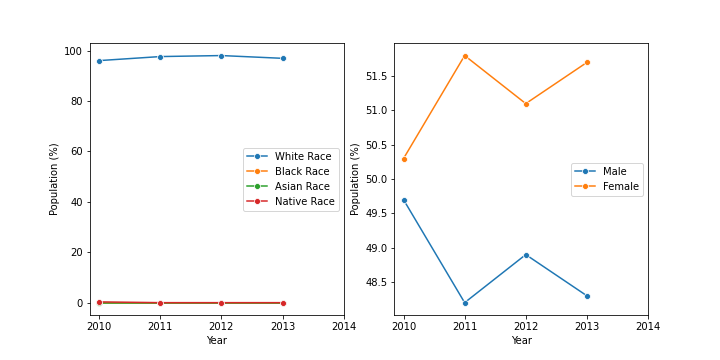 100
80
60
40
20
0
Population (%)
2010 2011 2012 2013 2014
Year
White Race
Black Race
Asian Race
Native Race
51.5
51.0
50.5
50.0
49.5
49.0
48.5
Population (%)
2010 2011 2012 2013 2014
Year
Male
Female